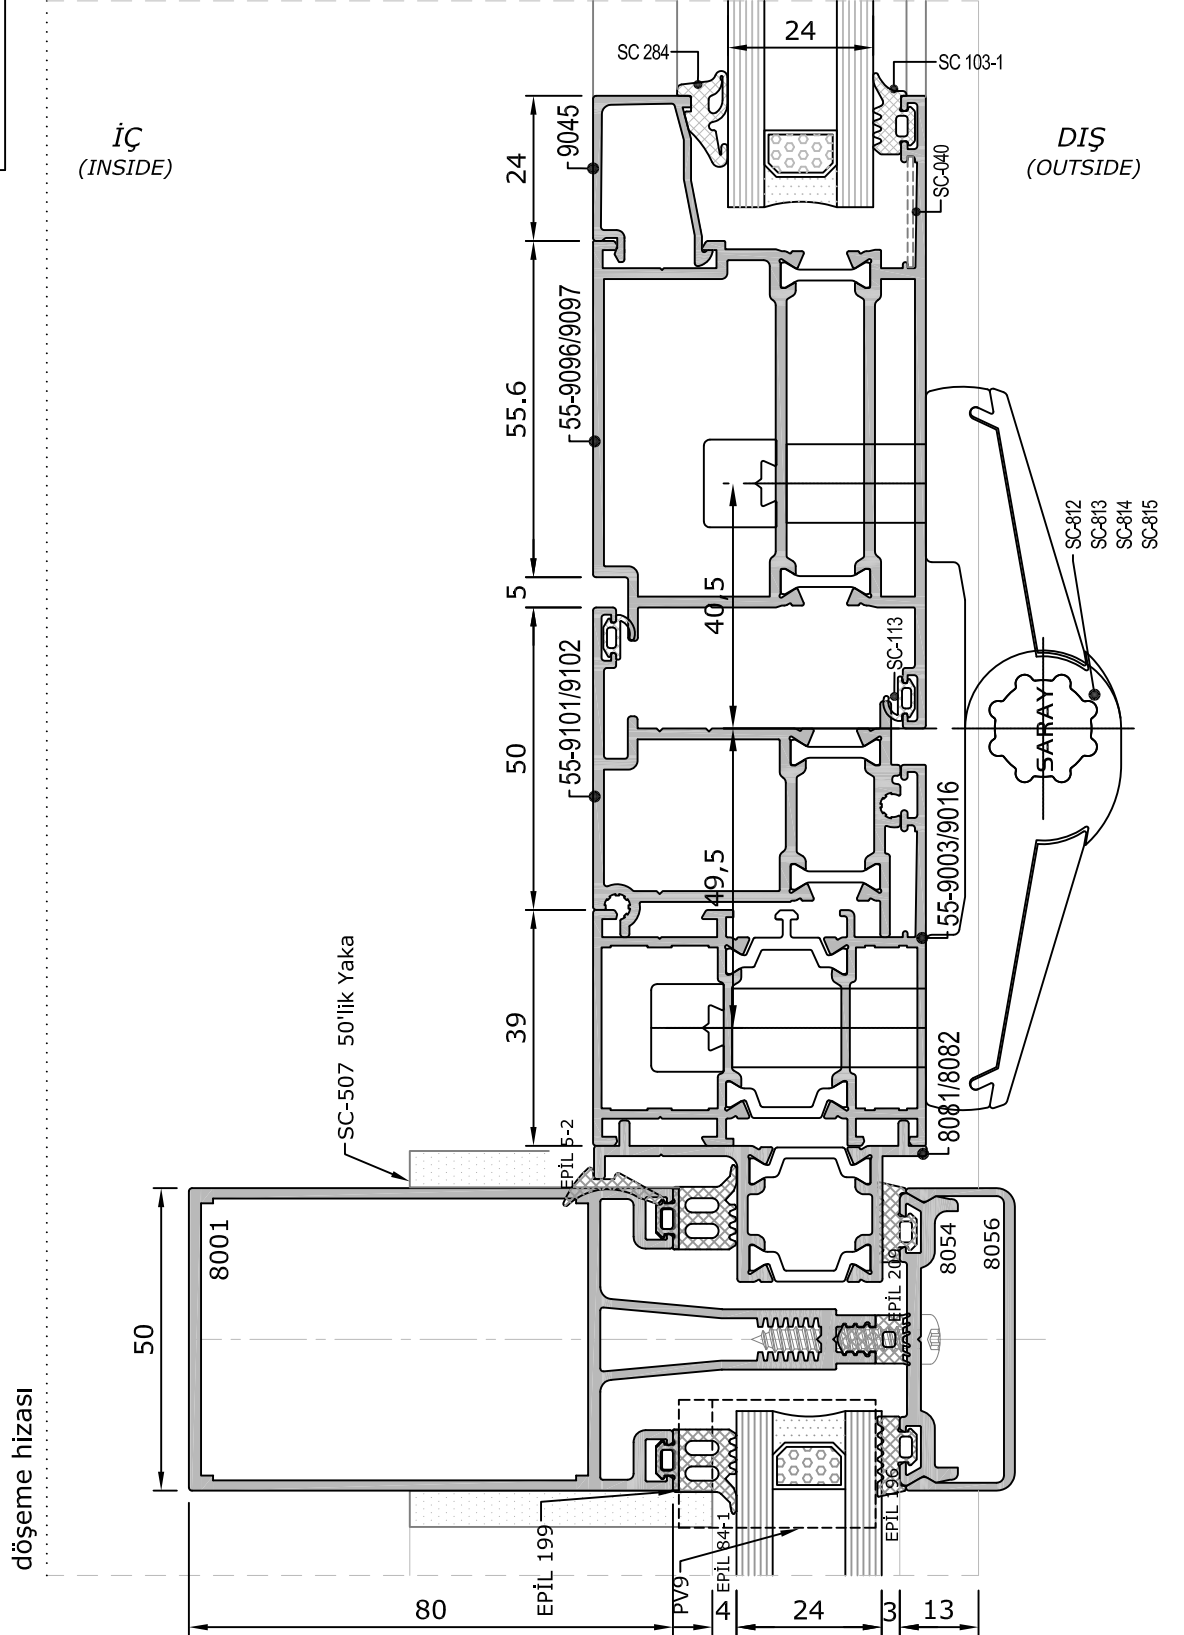 24
SC 284
SC 103-1
İÇ
(INSIDE)
DIŞ
(OUTSIDE)
24
9045
SC-040
55.6
55-9096/9097
5
40,5
SC-812
SC-813
SC-814
SC-815
SC-113
50
55-9101/9102
SARAY
49,5
55-9003/9016
SC-507 50'lik Yaka
39
8081/8082
EPİL 5-2
8001
50
EPİL 209
8054
8056
döşeme hizası
EPİL 199
PV9
EPİL 84-1
EPİL 196
80
4
24
3
13